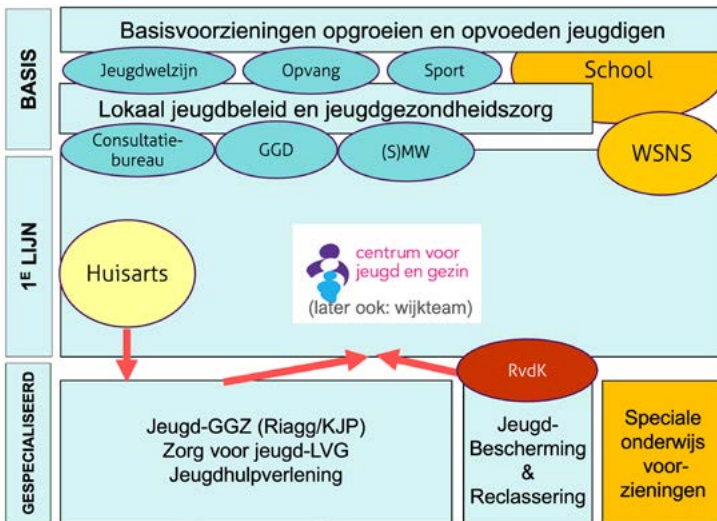 BASIS
Basisvoorzieningen opgroeien en opvoeden jeugdigen
Jeugdwelzijn
Opvang
Sport
School
Lokaal jeugdbeleid en jeugdgezondheidszorg
Consultatie-
bureau
GGD
(S)MW
WSNS
1E LIJN
Huisarts
centrum voor
jeugd en gezin
(later ook: wijkteam)
RvdK
GESPECIALISEERD
Jeugd-GGZ (Riagg/KJP)
Zorg voor jeugd-LVG
Jeugdhulpverlening
Jeugd-
Bescherming
&
Reclassering
Speciale
onderwijs
voor-
zieningen